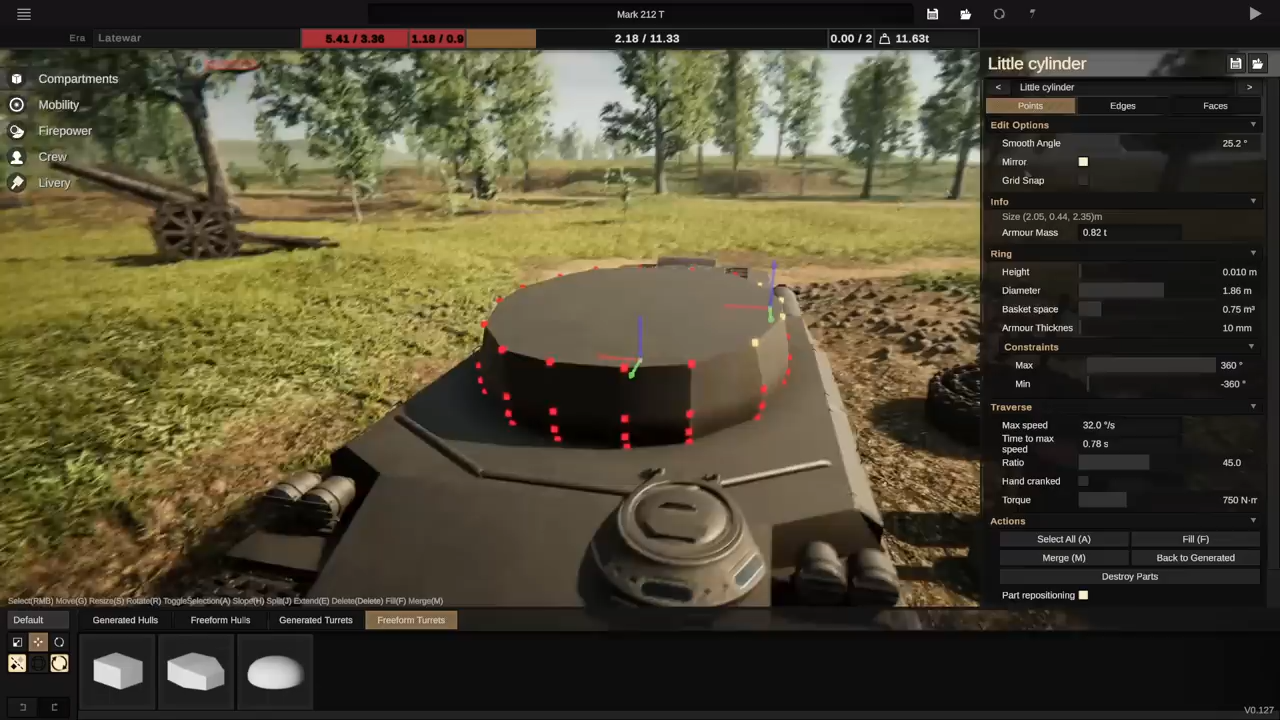 Mark 212 T
Era Latewar 5.41 / 3.36 1.18 / 0.9 2.18 / 11.33 0.00 / 2 11.63t
Compartments
Mobility
Firepower
Crew
Livery
Little cylinder
< Little cylinder >
Points Edges Faces
Edit Options
Smooth Angle 25.2 °
Mirror
Grid Snap
Info
Size (2.05, 0.44, 2.35)m
Armour Mass 0.82 t
Ring
Height 0.010 m
Diameter 1.86 m
Basket space 0.75 m³
Armour Thicknes 10 mm
Constraints
Max 360 °
Min -360 °
Traverse
Max speed 32.0 °/s
Time to max speed 0.78 s
Ratio 45.0
Hand cranked
Torque 750 N·m
Actions
Select All (A) Fill (F)
Merge (M) Back to Generated
Destroy Parts
Part repositioning
Select(RMB) Move(G) Resize(S) Rotate(R) ToggleSelection(A) Slope(H) Split(J) Extend(E) Delete(Delete) Fill(F) Merge(M)
Default Generated Hulls Freeform Hulls Generated Turrets Freeform Turrets
V0.127